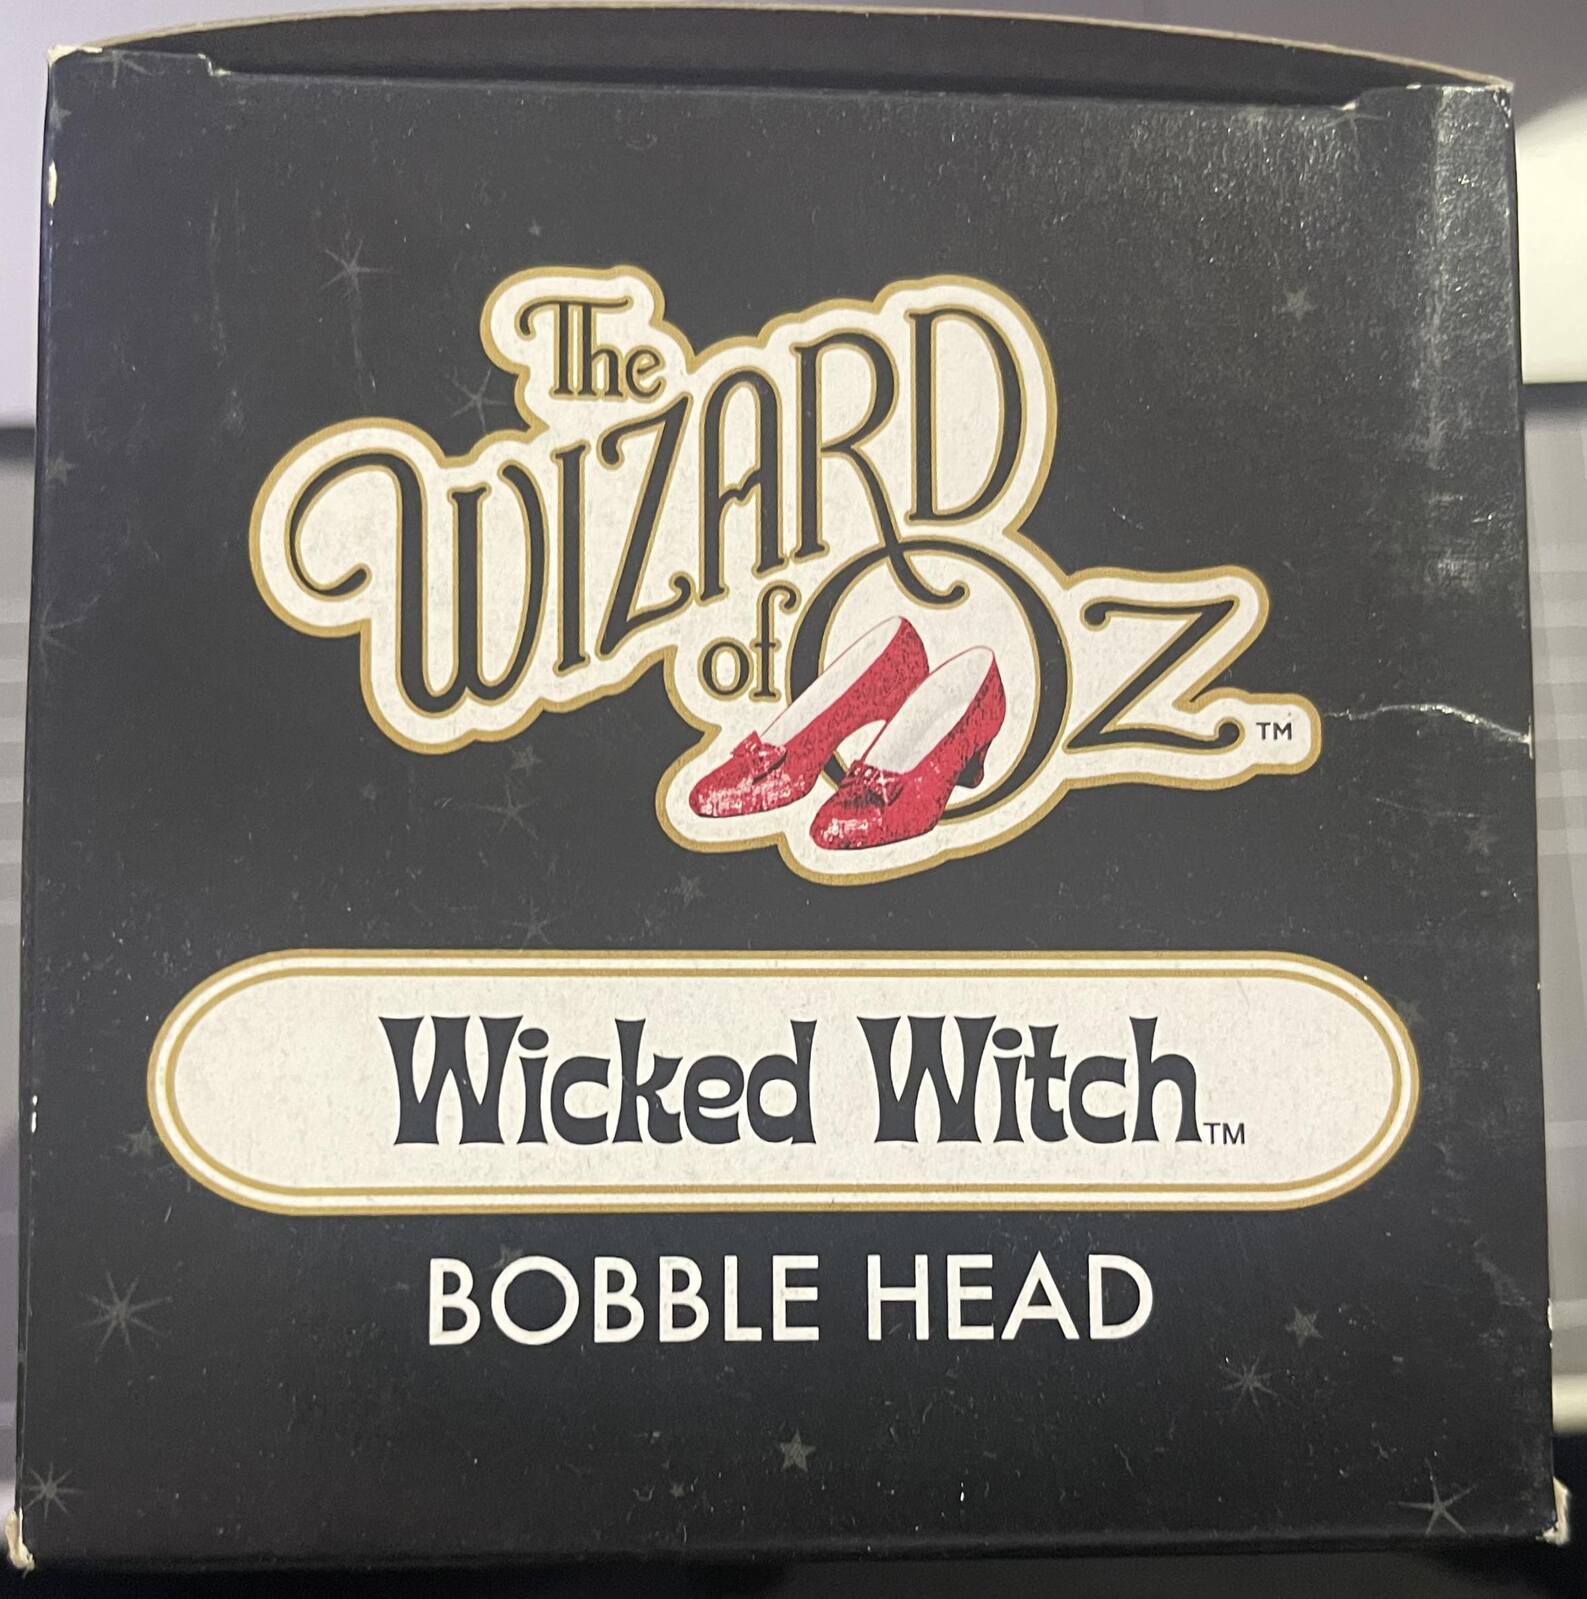 The
WIZARD
of OZ™
Wicked Witch™
BOBBLE HEAD